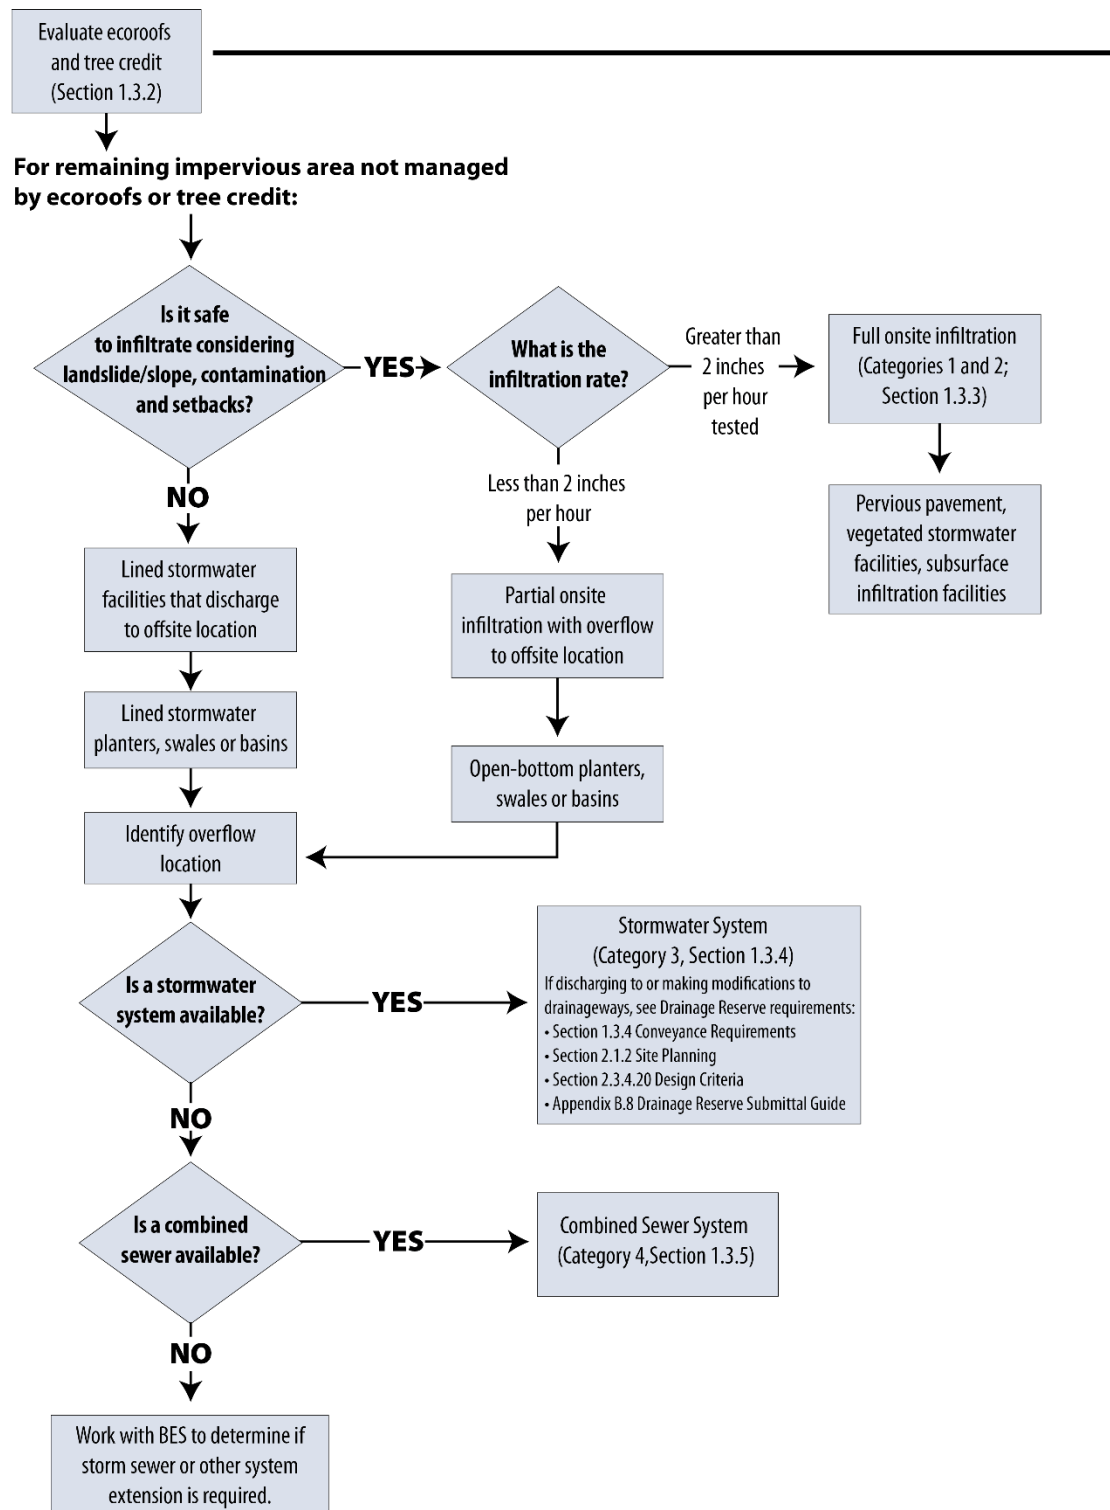 Evaluate ecoroofs
and tree credit
(Section 1.3.2)
For remaining impervious area not managed
by ecoroofs or tree credit:
Is it safe
to infiltrate considering
landslide/slope, contamination
and setbacks?
YES
What is the
infiltration rate?
Greater than
2 inches
per hour
tested
Full onsite infiltration
(Categories 1 and 2;
Section 1.3.3)
Pervious pavement,
vegetated stormwater
facilities, subsurface
infiltration facilities
NO
Less than 2 inches
per hour
Lined stormwater
facilities that discharge
to offsite location
Partial onsite
infiltration with overflow
to offsite location
Lined stormwater
planters, swales or basins
Open-bottom planters,
swales or basins
Identify overflow
location
Is a stormwater
system available?
YES
Stormwater System
(Category 3, Section 1.3.4)
If discharging to or making modifications to
drainageways, see Drainage Reserve requirements:
• Section 1.3.4 Conveyance Requirements
• Section 2.1.2 Site Planning
• Section 2.3.4.20 Design Criteria
• Appendix B.8 Drainage Reserve Submittal Guide
NO
Is a combined
sewer available?
YES
Combined Sewer System
(Category 4,Section 1.3.5)
NO
Work with BES to determine if
storm sewer or other system
extension is required.